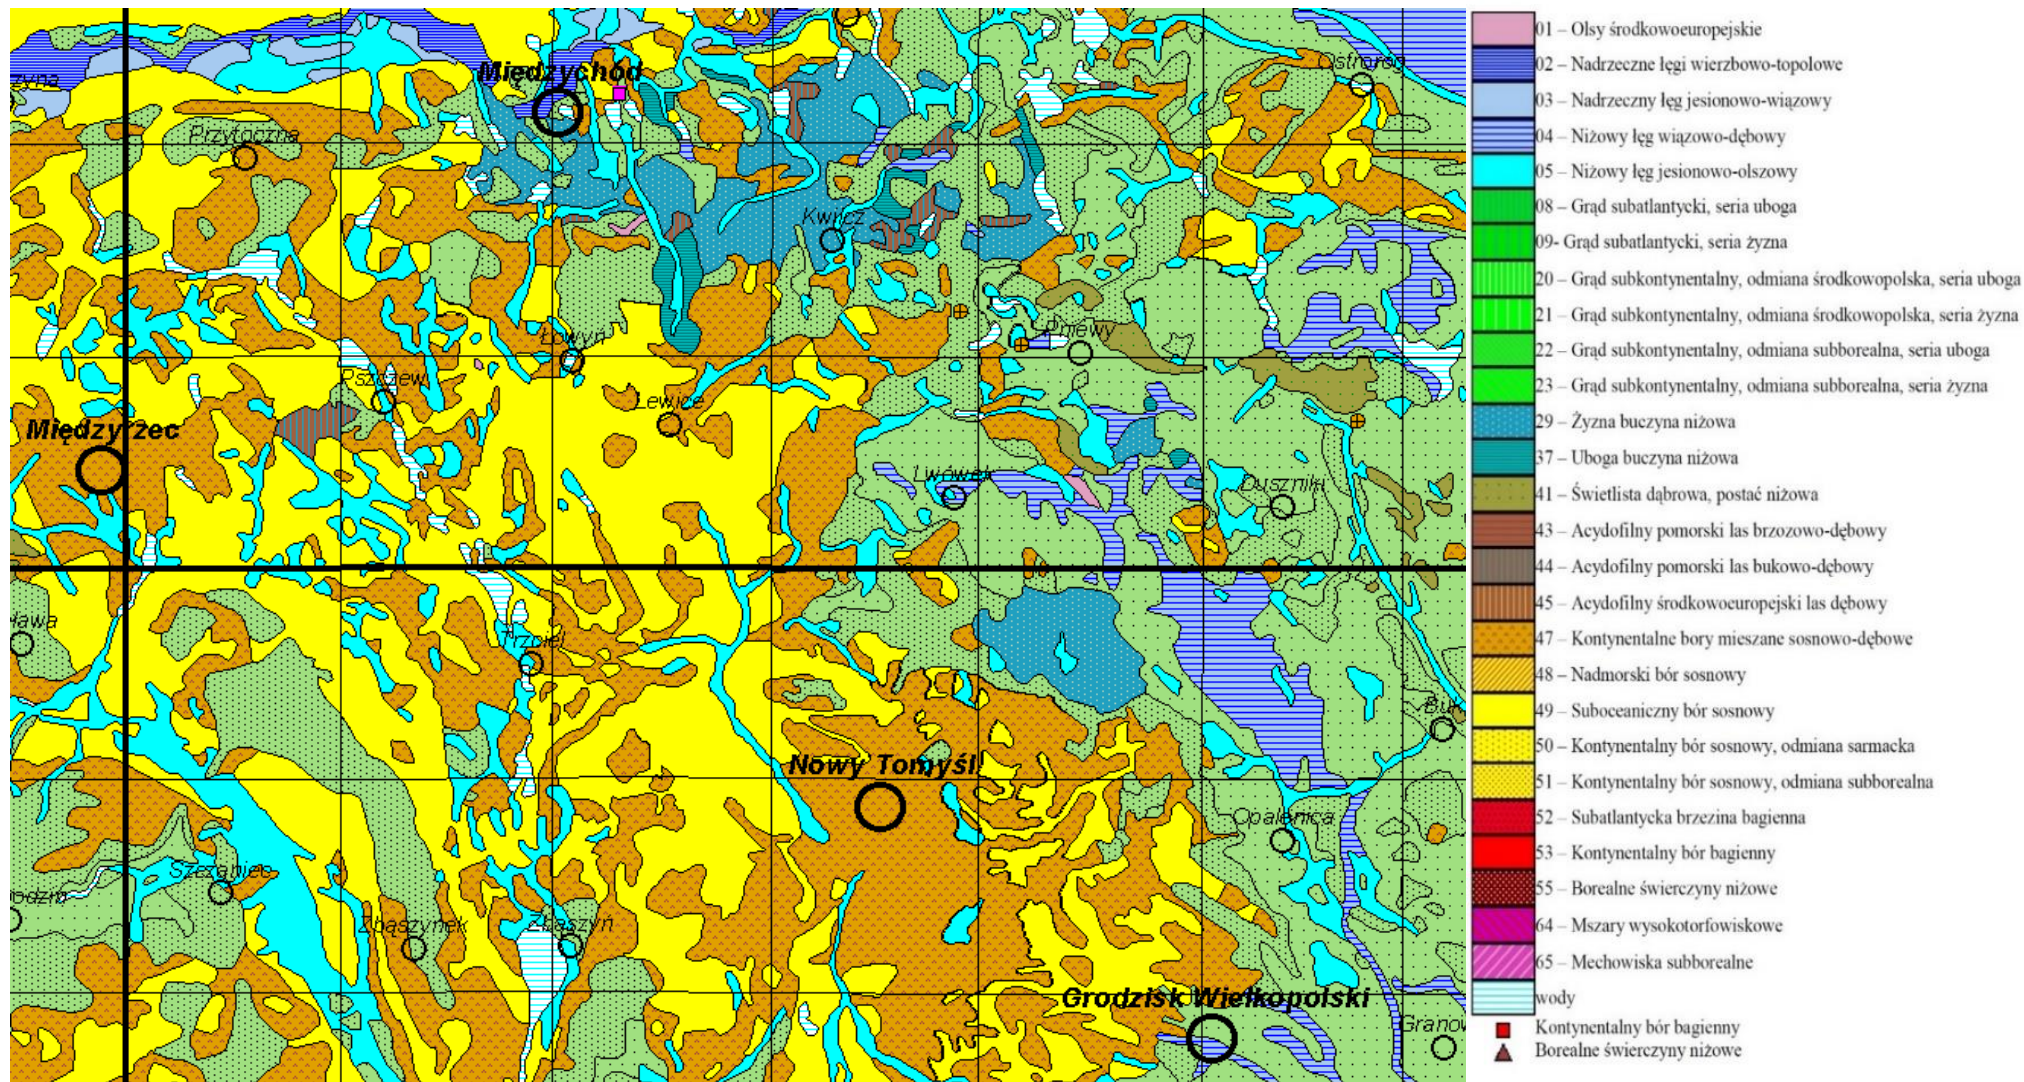 Międzychód
Ostroróg
Przytoczna
Kwilcz
Pniewy
Łowyń
Pszczew
Lewice
Międzyrzec
Lwówek
Duszniki
Trzciel
Buk
Nowy Tomyśl
Opalenica
Szczaniec
Zbąszynek
Zbąszyń
Grodzisk Wielkopolski
01 – Olsy środkowoeuropejskie
02 – Nadrzeczne łęgi wierzbowo-topolowe
03 – Nadrzeczny łęg jesionowo-wiązowy
04 – Niżowy łęg wiązowo-dębowy
05 – Niżowy łęg jesionowo-olszowy
08 – Grąd subatlantycki, seria uboga
09- Grąd subatlantycki, seria żyzna
20 – Grąd subkontynentalny, odmiana środkowopolska, seria uboga
21 – Grąd subkontynentalny, odmiana środkowopolska, seria żyzna
22 – Grąd subkontynentalny, odmiana subborealna, seria uboga
23 – Grąd subkontynentalny, odmiana subborealna, seria żyzna
29 – Żyzna buczyna niżowa
37 – Uboga buczyna niżowa
41 – Świetlista dąbrowa, postać niżowa
43 – Acydofilny pomorski las brzozowo-dębowy
44 – Acydofilny pomorski las bukowo-dębowy
45 – Acydofilny środkowoeuropejski las dębowy
47 – Kontynentalne bory mieszane sosnowo-dębowe
48 – Nadmorski bór sosnowy
49 – Suboceaniczny bór sosnowy
50 – Kontynentalny bór sosnowy, odmiana sarmacka
51 – Kontynentalny bór sosnowy, odmiana subborealna
52 – Subatlantycka brzezina bagienna
53 – Kontynentalny bór bagienny
55 – Borealne świerczyny niżowe
64 – Mszary wysokotorfowiskowe
65 – Mechowiska subborealne
wody
Kontynentalny bór bagienny
Borealne świerczyny niżowe